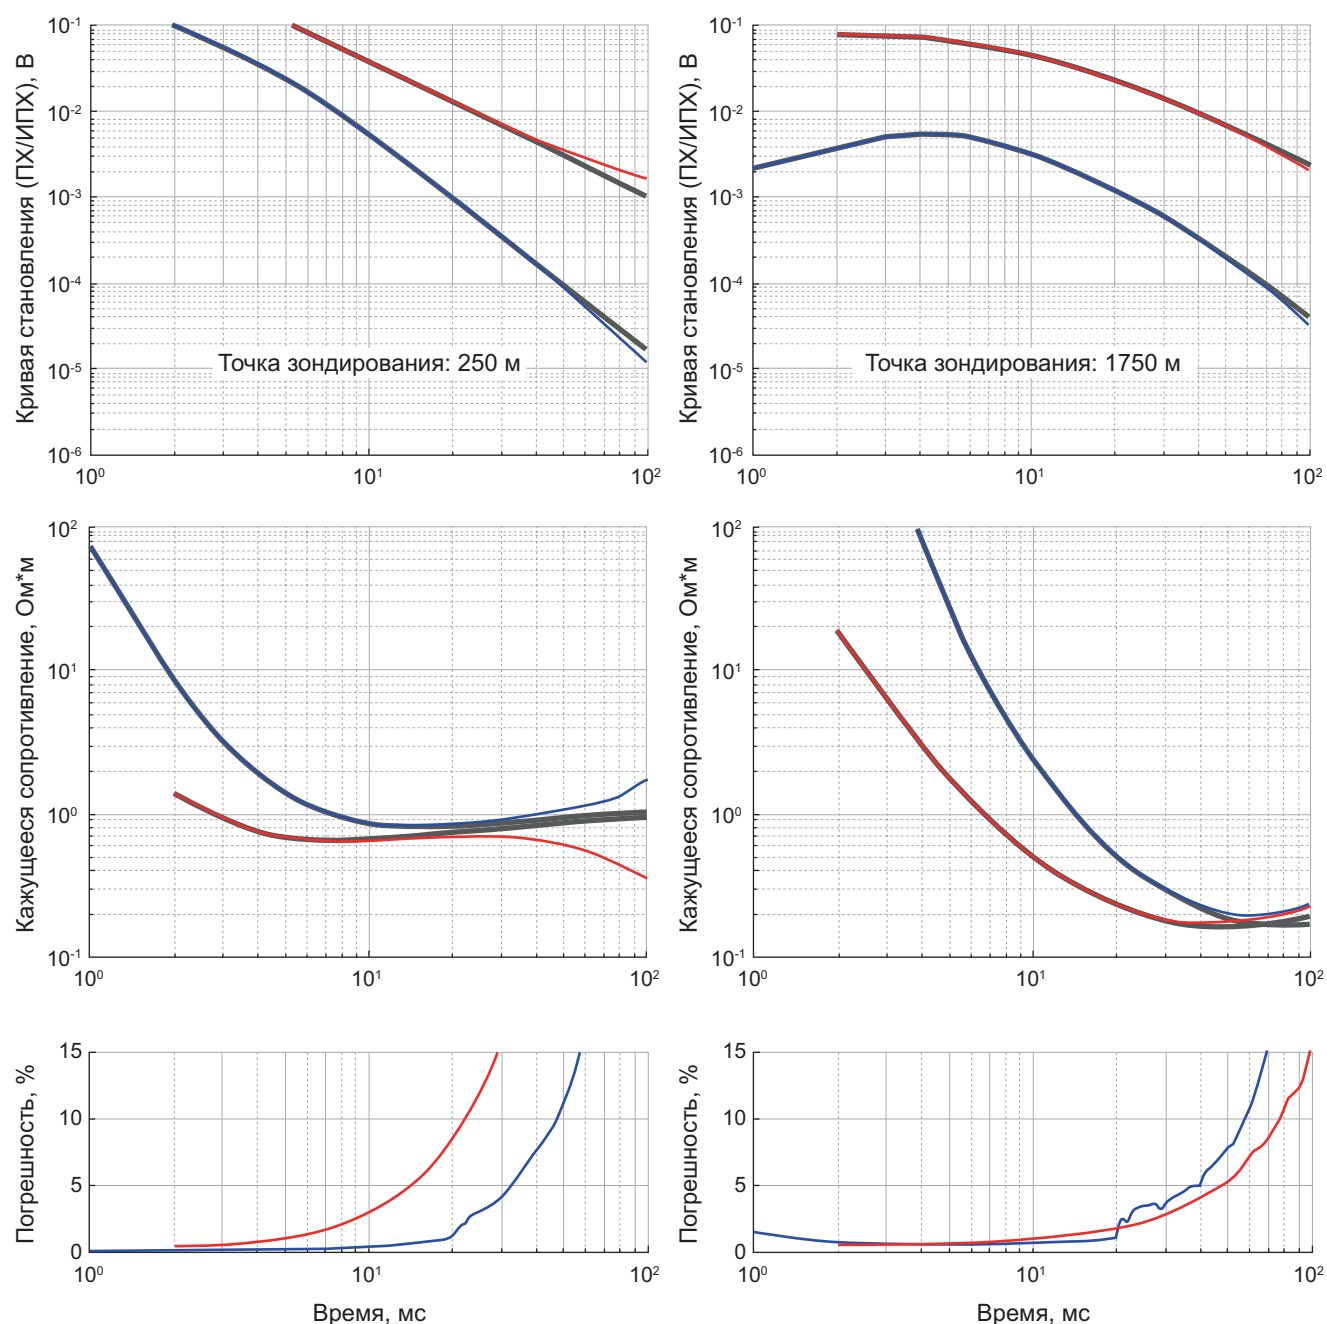 Кривая становления (ПХ/ИПХ), В
10⁻¹
10⁻²
10⁻³
10⁻⁴
10⁻⁵
10⁻⁶
Точка зондирования: 250 м
10⁰ 10¹ 10²
Кривая становления (ПХ/ИПХ), В
10⁻¹
10⁻²
10⁻³
10⁻⁴
10⁻⁵
10⁻⁶
Точка зондирования: 1750 м
10⁰ 10¹ 10²
Кажущееся сопротивление, Ом*м
10²
10¹
10⁰
10⁻¹
10⁰ 10¹ 10²
Кажущееся сопротивление, Ом*м
10²
10¹
10⁰
10⁻¹
10⁰ 10¹ 10²
Погрешность, %
15
10
5
0
10⁰ 10¹ 10²
Время, мс
Погрешность, %
15
10
5
0
10⁰ 10¹ 10²
Время, мс